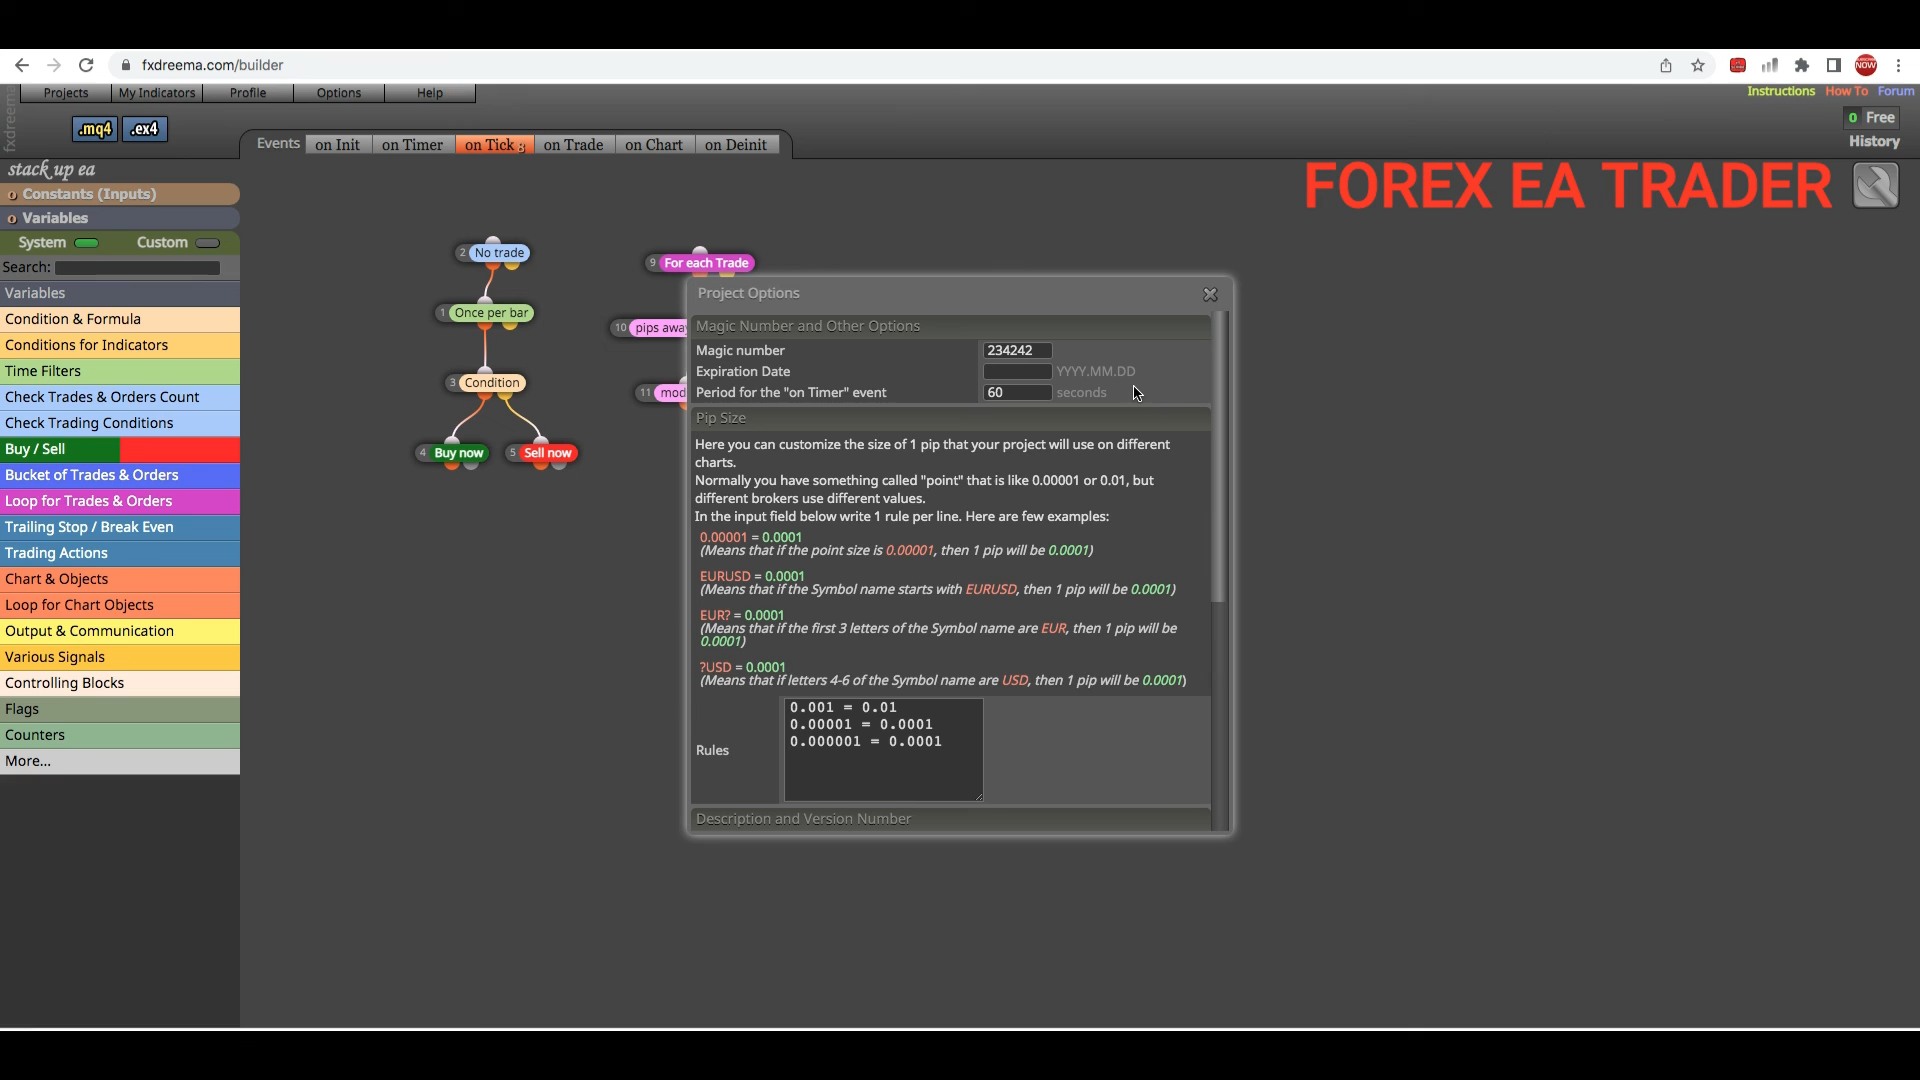 fxdreema.com/builder
NOW
fxdreema
Projects
My Indicators
Profile
Options
Help
Instructions
How To
Forum
.mq4
.ex4
0 Free
History
Events
on Init
on Timer
on Tick 8
on Trade
on Chart
on Deinit
stack up ea
FOREX EA TRADER
0 Constants (Inputs)
0 Variables
System
Custom
Search:
Variables
Condition & Formula
Conditions for Indicators
Time Filters
Check Trades & Orders Count
Check Trading Conditions
Buy / Sell
Bucket of Trades & Orders
Loop for Trades & Orders
Trailing Stop / Break Even
Trading Actions
Chart & Objects
Loop for Chart Objects
Output & Communication
Various Signals
Controlling Blocks
Flags
Counters
More...
2 No trade
1 Once per bar
3 Condition
4 Buy now
5 Sell now
9 For each Trade
10 pips away
11 mod
Project Options
Magic Number and Other Options
Magic number 234242
Expiration Date YYYY.MM.DD
Period for the "on Timer" event 60 seconds
Pip Size
Here you can customize the size of 1 pip that your project will use on different
charts.
Normally you have something called "point" that is like 0.00001 or 0.01, but
different brokers use different values.
In the input field below write 1 rule per line. Here are few examples:
0.00001 = 0.0001
(Means that if the point size is 0.00001, then 1 pip will be 0.0001)
EURUSD = 0.0001
(Means that if the Symbol name starts with EURUSD, then 1 pip will be 0.0001)
EUR? = 0.0001
(Means that if the first 3 letters of the Symbol name are EUR, then 1 pip will be
0.0001)
?USD = 0.0001
(Means that if letters 4-6 of the Symbol name are USD, then 1 pip will be 0.0001)
Rules
0.001 = 0.01
0.00001 = 0.0001
0.000001 = 0.0001
Description and Version Number